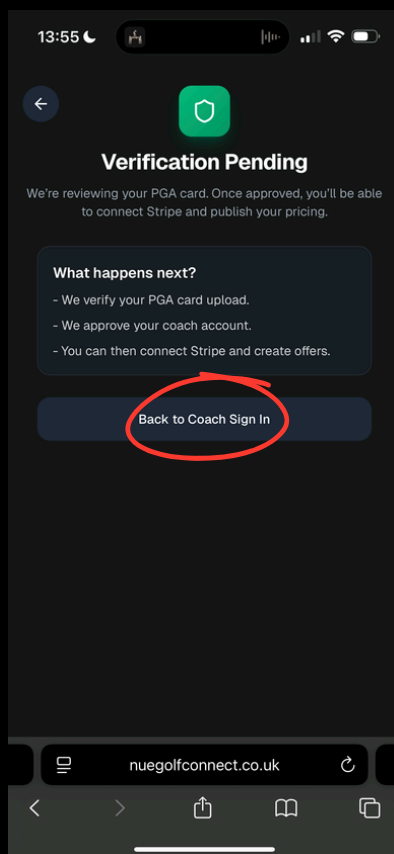 13:55
Verification Pending
We're reviewing your PGA card. Once approved, you'll be able
to connect Stripe and publish your pricing.
What happens next?
- We verify your PGA card upload.
- We approve your coach account.
- You can then connect Stripe and create offers.
Back to Coach Sign In
nuegolfconnect.co.uk